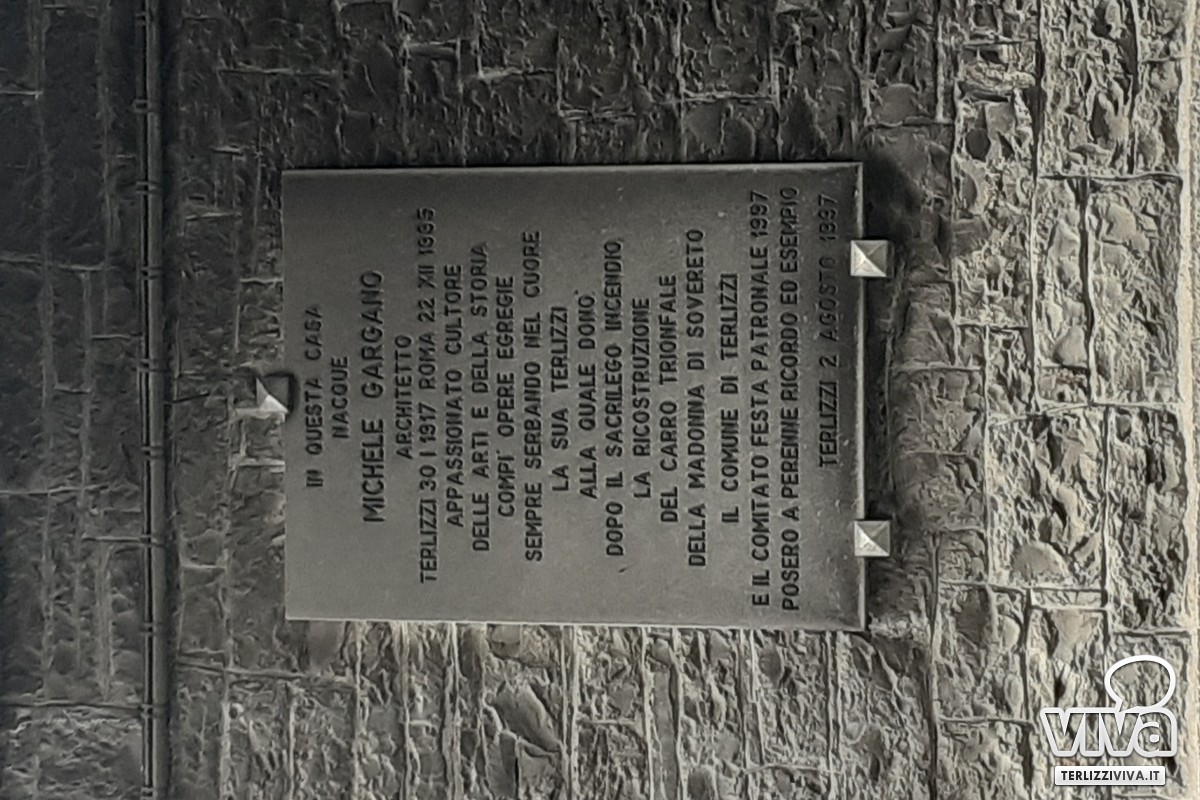 IN QUESTA CASA
NACQUE
MICHELE GARGANO
ARCHITETTO
TERLIZZI 30 I 1917 ROMA 22 XII 1995
APPASSIONATO CULTORE
DELLE ARTI E DELLA STORIA
COMPI' OPERE EGREGIE
SEMPRE SERBANDO NEL CUORE
LA SUA TERLIZZI
ALLA QUALE DONO'
DOPO IL SACRILEGO INCENDIO,
LA RICOSTRUZIONE
DEL CARRO TRIONFALE
DELLA MADONNA DI SOVERETO
IL COMUNE DI TERLIZZI
E IL COMITATO FESTA PATRONALE 1997
POSERO A PERENNE RICORDO ED ESEMPIO
TERLIZZI 2 AGOSTO 1997
VIVA
TERLIZZIVIVA.IT